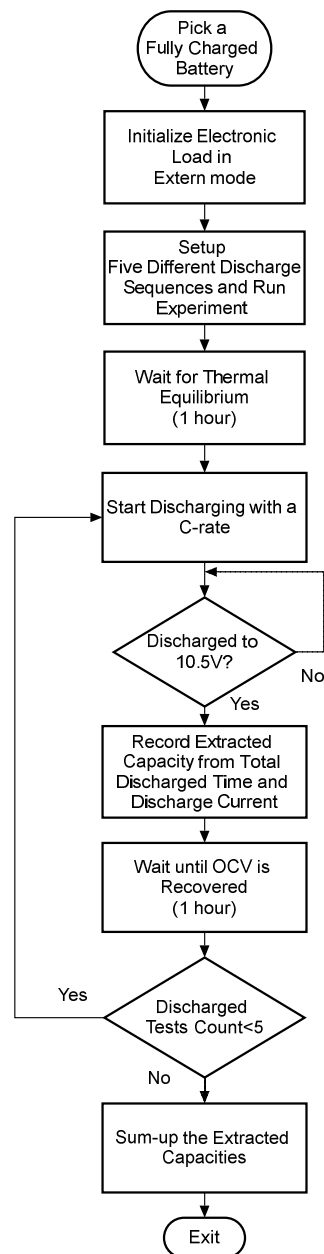 Pick a
Fully Charged
Battery
Initialize Electronic
Load in
Extern mode
Setup
Five Different Discharge
Sequences and Run
Experiment
Wait for Thermal
Equilibrium
(1 hour)
Start Discharging with a
C-rate
Discharged to
10.5V?
No
Yes
Record Extracted
Capacity from Total
Discharged Time and
Discharge Current
Wait until OCV is
Recovered
(1 hour)
Yes
Discharged
Tests Count<5
No
Sum-up the Extracted
Capacities
Exit